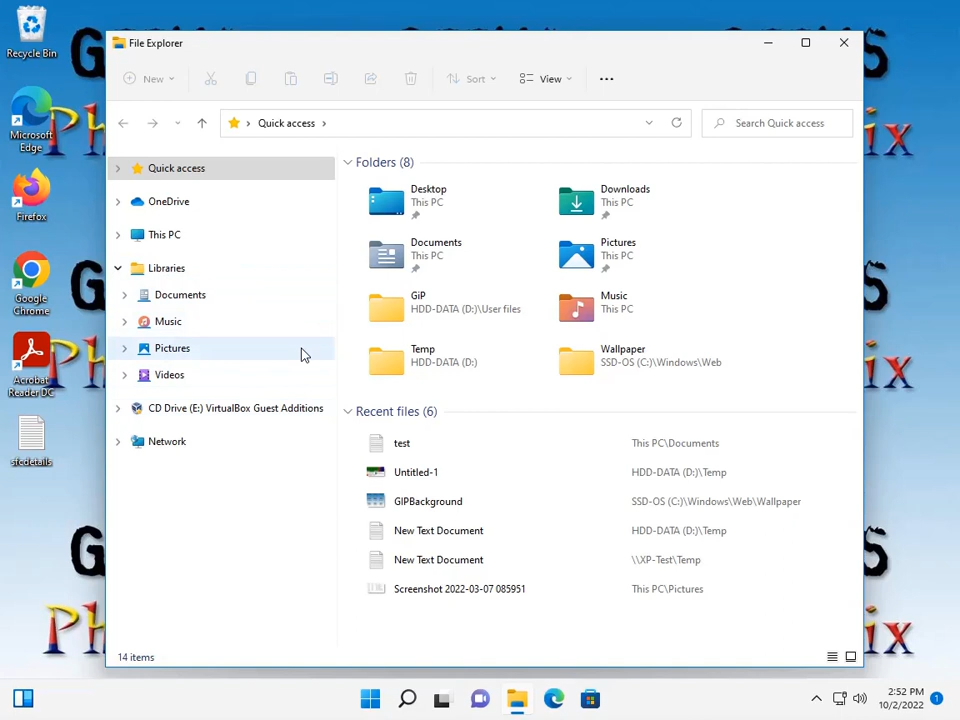 Recycle Bin
Microsoft
Edge
Firefox
Google
Chrome
Acrobat
Reader DC
sfcdetails
File Explorer
New
Sort
View
Quick access
Search Quick access
Quick access
OneDrive
This PC
Libraries
Documents
Music
Pictures
Videos
CD Drive (E:) VirtualBox Guest Additions
Network
Folders (8)
Desktop
This PC
Downloads
This PC
Documents
This PC
Pictures
This PC
GiP
HDD-DATA (D:)\User files
Music
This PC
Temp
HDD-DATA (D:)
Wallpaper
SSD-OS (C:)\Windows\Web
Recent files (6)
test This PC\Documents
Untitled-1 HDD-DATA (D:)\Temp
GIPBackground SSD-OS (C:)\Windows\Web\Wallpaper
New Text Document HDD-DATA (D:)\Temp
New Text Document \\XP-Test\Temp
Screenshot 2022-03-07 085951 This PC\Pictures
14 items
2:52 PM
10/2/2022
1